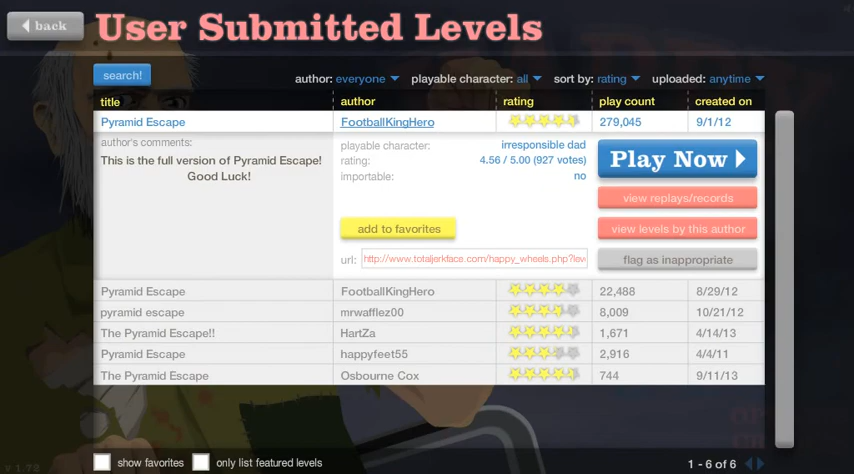 back
User Submitted Levels
search!
author: everyone playable character: all sort by: rating uploaded: anytime
title author rating play count created on
Pyramid Escape FootballKingHero 279,045 9/1/12
author's comments:
This is the full version of Pyramid Escape!
Good Luck!
playable character: irresponsible dad
rating: 4.56 / 5.00 (927 votes)
importable: no
Play Now
view replays/records
add to favorites
view levels by this author
url: http://www.totaljerkface.com/happy_wheels.php?leve
flag as inappropriate
Pyramid Escape FootballKingHero 22,488 8/29/12
pyramid escape mrwafflez00 8,009 10/21/12
The Pyramid Escape!! HartZa 1,671 4/14/13
Pyramid Escape happyfeet55 2,916 4/4/11
The Pyramid Escape Osbourne Cox 744 9/11/13
show favorites only list featured levels
1 - 6 of 6
v 1.72